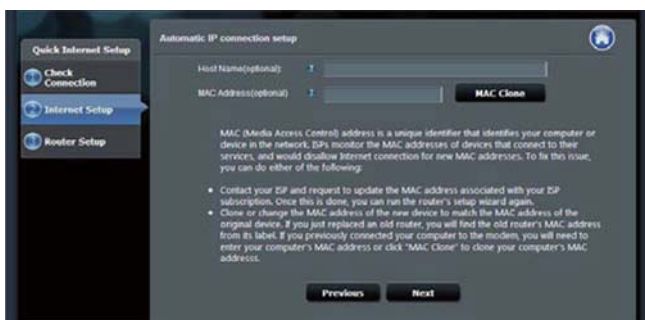 Quick Internet Setup
Check
Connection
Internet Setup
Router Setup
Automatic IP connection setup
Host Name(optional):
MAC Address(optional)
MAC Clone
MAC (Media Access Control) address is a unique identifier that identifies your computer or
device in the network. ISPs monitor the MAC addresses of devices that connect to their
services, and would disallow Internet connection for new MAC addresses. To fix this issue,
you can do either of the following:
• Contact your ISP and request to update the MAC address associated with your ISP
subscription. Once this is done, you can run the router's setup wizard again.
• Clone or change the MAC address of the new device to match the MAC address of the
original device. If you just replaced an old router, you will find the old router's MAC address
from its label. If you previously connected your computer to the modem, you will need to
enter your computer's MAC address or click "MAC Clone" to clone your computer's MAC
addresss.
Previous
Next